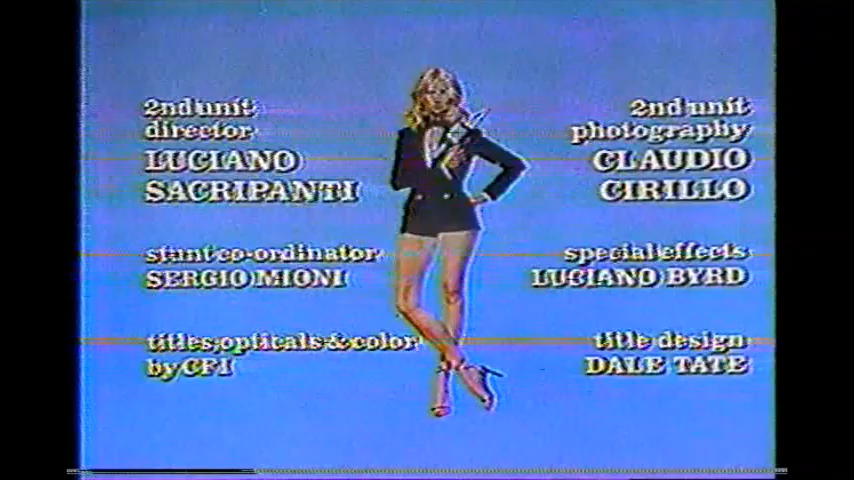 2nd unit
director
LUCIANO
SACRIPANTI
2nd unit
photography
CLAUDIO
CIRILLO
stunt co-ordinator
SERGIO MIONI
special effects
LUCIANO BYRD
titles, opticals & color
by CFI
title design
DALE TATE